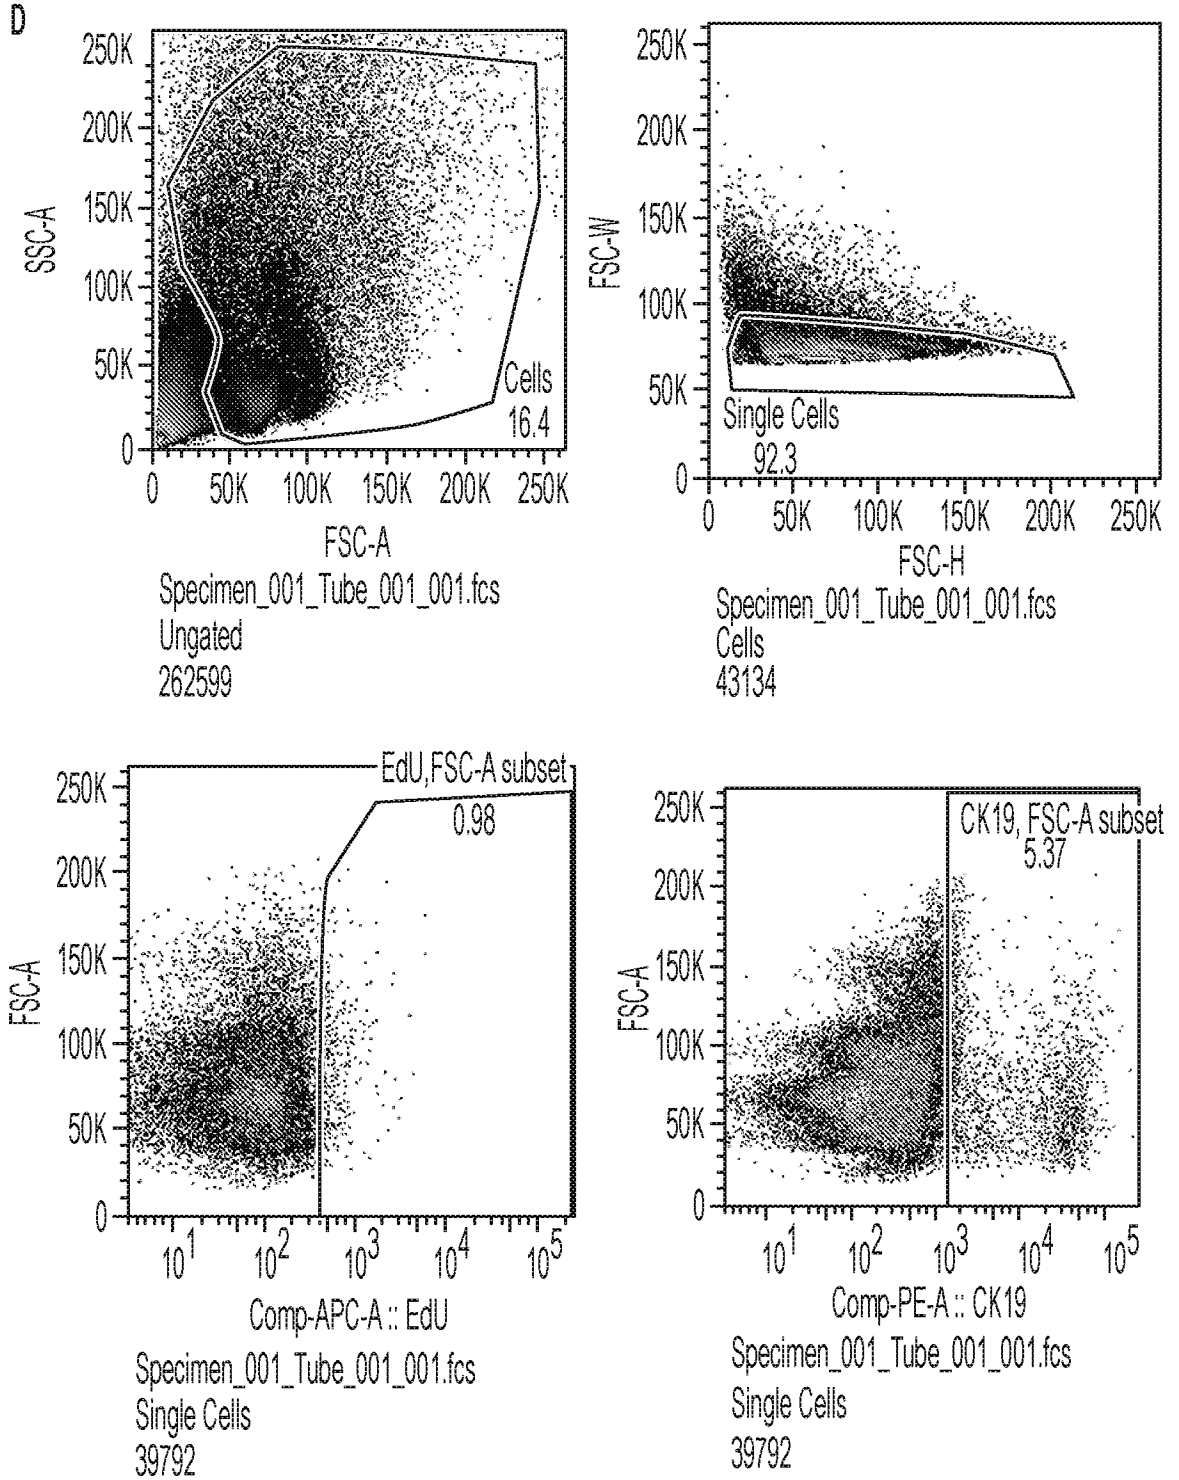 D
250K
200K
150K
100K
50K
0
SSC-A
Cells
16.4
0 50K 100K 150K 200K 250K
FSC-A
Specimen_001_Tube_001_001.fcs
Ungated
262599
250K
200K
150K
100K
50K
0
FSC-W
Single Cells
92.3
0 50K 100K 150K 200K 250K
FSC-H
Specimen_001_Tube_001_001.fcs
Cells
43134
EdU,FSC-A subset
0.98
250K
200K
150K
100K
50K
0
FSC-A
10^1 10^2 10^3 10^4 10^5
Comp-APC-A :: EdU
Specimen_001_Tube_001_001.fcs
Single Cells
39792
CK19, FSC-A subset
5.37
250K
200K
150K
100K
50K
0
FSC-A
10^1 10^2 10^3 10^4 10^5
Comp-PE-A :: CK19
Specimen_001_Tube_001_001.fcs
Single Cells
39792